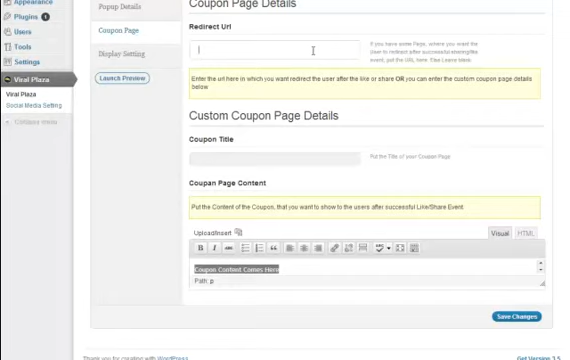 Appearance
Plugins 1
Users
Tools
Settings
Viral Plaza
Viral Plaza
Social Media Setting
Collapse menu
Popup Details
Coupon Page
Display Setting
Launch Preview
Coupon Page Details
Redirect Url
If you have some Page, where you want the
User to redirect after successful sharing/like
event, put the URL here. Else Leave blank.
Enter the url here in which you want redirect the user after the like or share OR you can enter the custom coupon page details
below
Custom Coupon Page Details
Coupon Title
Put the Title of your Coupon Page
Coupan Page Content
Put the Content of the Coupon, that you want to show to the users after successful Like/Share Event.
Upload/Insert
Visual
HTML
B I ABC
Coupon Content Comes Here
Path: p
Save Changes
Thank you for creating with WordPress.
Get Version 3.5